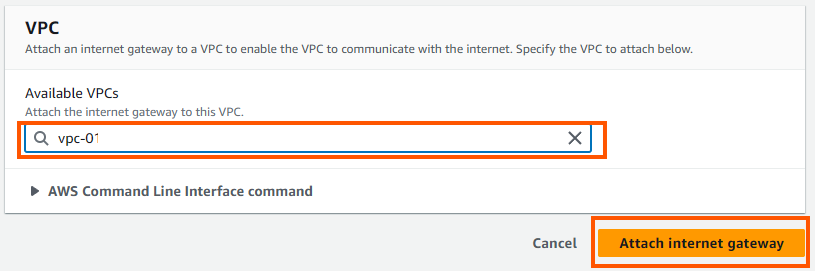 VPC
Attach an internet gateway to a VPC to enable the VPC to communicate with the internet. Specify the VPC to attach below.
Available VPCs
Attach the internet gateway to this VPC.
vpc-01
AWS Command Line Interface command
Cancel
Attach internet gateway